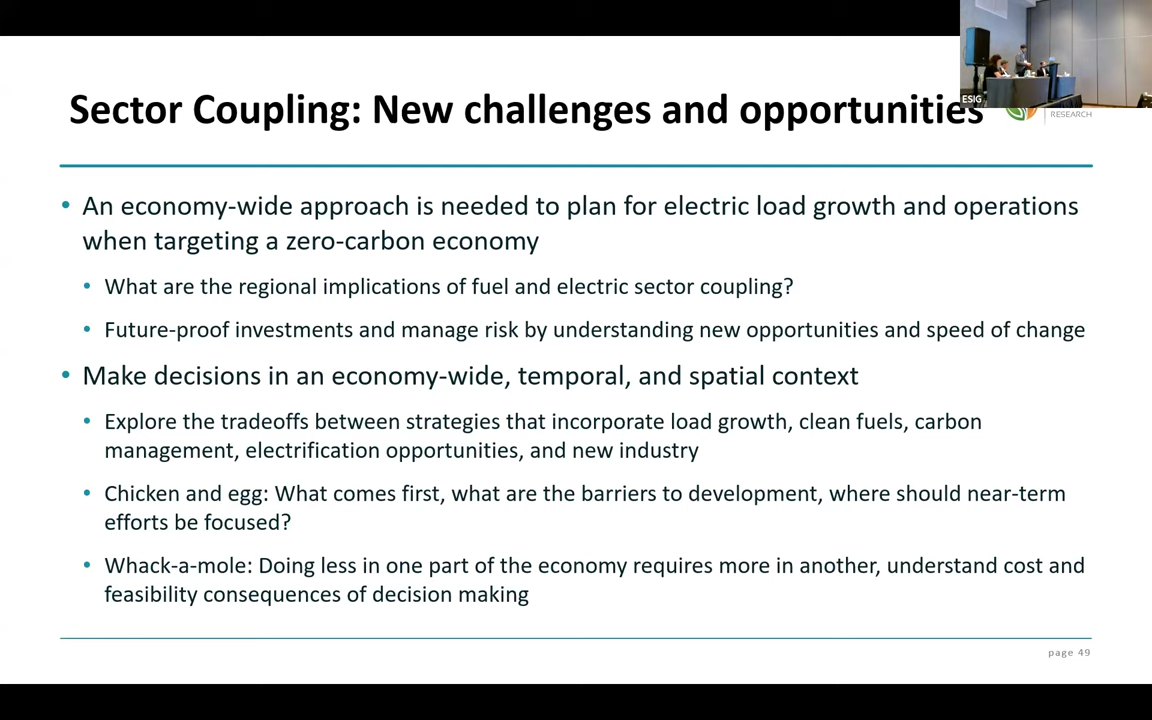 Sector Coupling: New challenges and opportunities
ESIG
RESEARCH
• An economy-wide approach is needed to plan for electric load growth and operations
when targeting a zero-carbon economy
• What are the regional implications of fuel and electric sector coupling?
• Future-proof investments and manage risk by understanding new opportunities and speed of change
• Make decisions in an economy-wide, temporal, and spatial context
• Explore the tradeoffs between strategies that incorporate load growth, clean fuels, carbon
management, electrification opportunities, and new industry
• Chicken and egg: What comes first, what are the barriers to development, where should near-term
efforts be focused?
• Whack-a-mole: Doing less in one part of the economy requires more in another, understand cost and
feasibility consequences of decision making
page 49